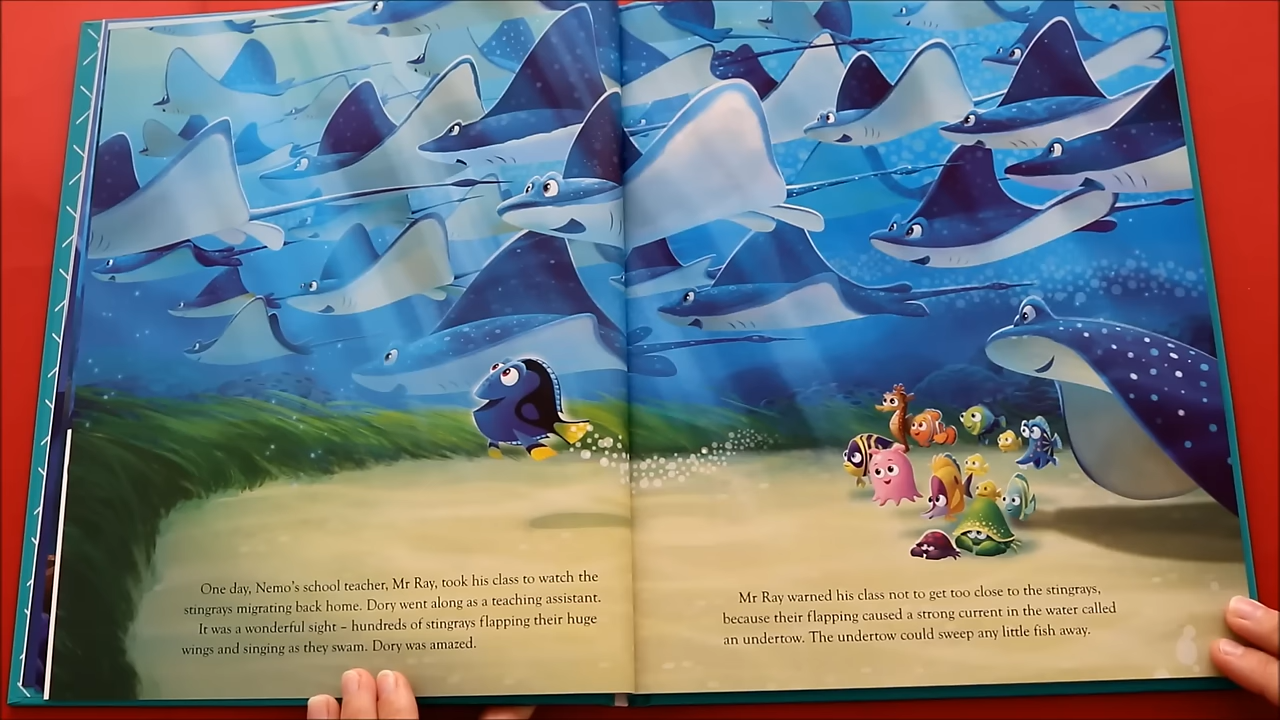 One day, Nemo's school teacher, Mr Ray, took his class to watch the
stingrays migrating back home. Dory went along as a teaching assistant.
It was a wonderful sight – hundreds of stingrays flapping their huge
wings and singing as they swam. Dory was amazed.
Mr Ray warned his class not to get too close to the stingrays,
because their flapping caused a strong current in the water called
an undertow. The undertow could sweep any little fish away.